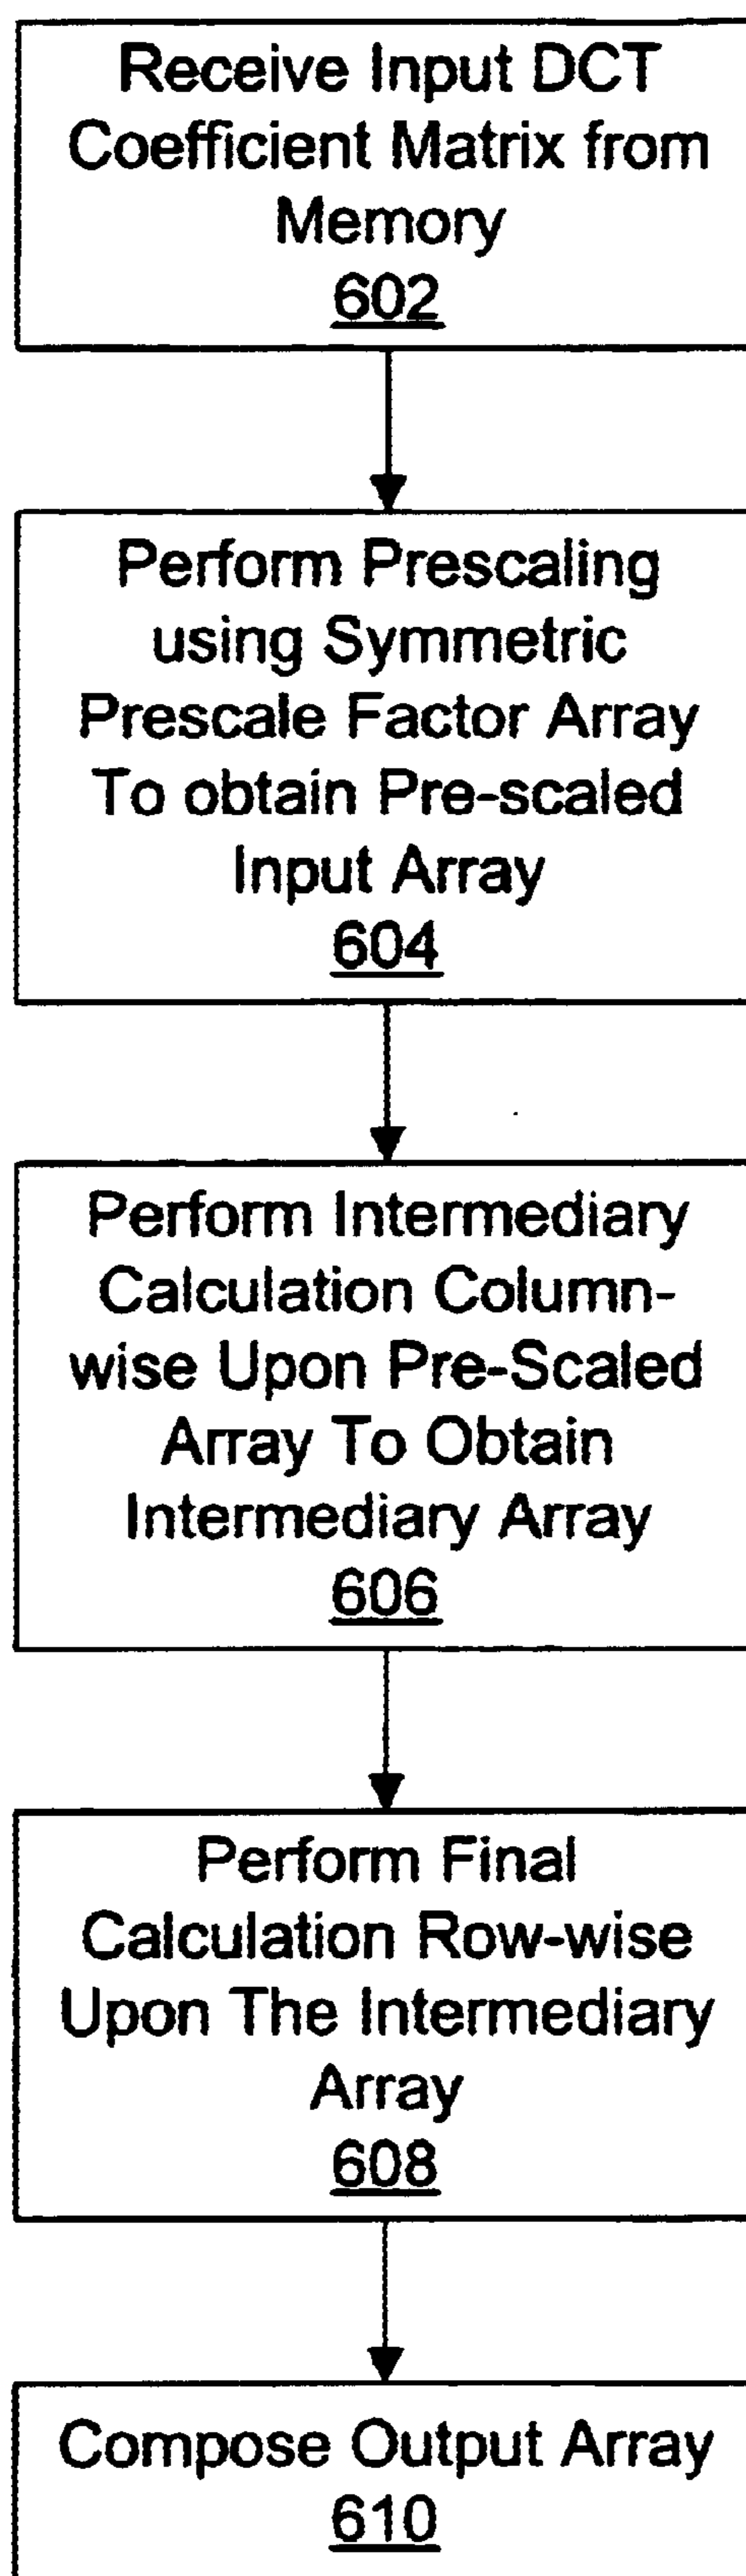 Receive Input DCT
Coefficient Matrix from
Memory
602
Perform Prescaling
using Symmetric
Prescale Factor Array
To obtain Pre-scaled
Input Array
604
Perform Intermediary
Calculation Column-
wise Upon Pre-Scaled
Array To Obtain
Intermediary Array
606
Perform Final
Calculation Row-wise
Upon The Intermediary
Array
608
Compose Output Array
610